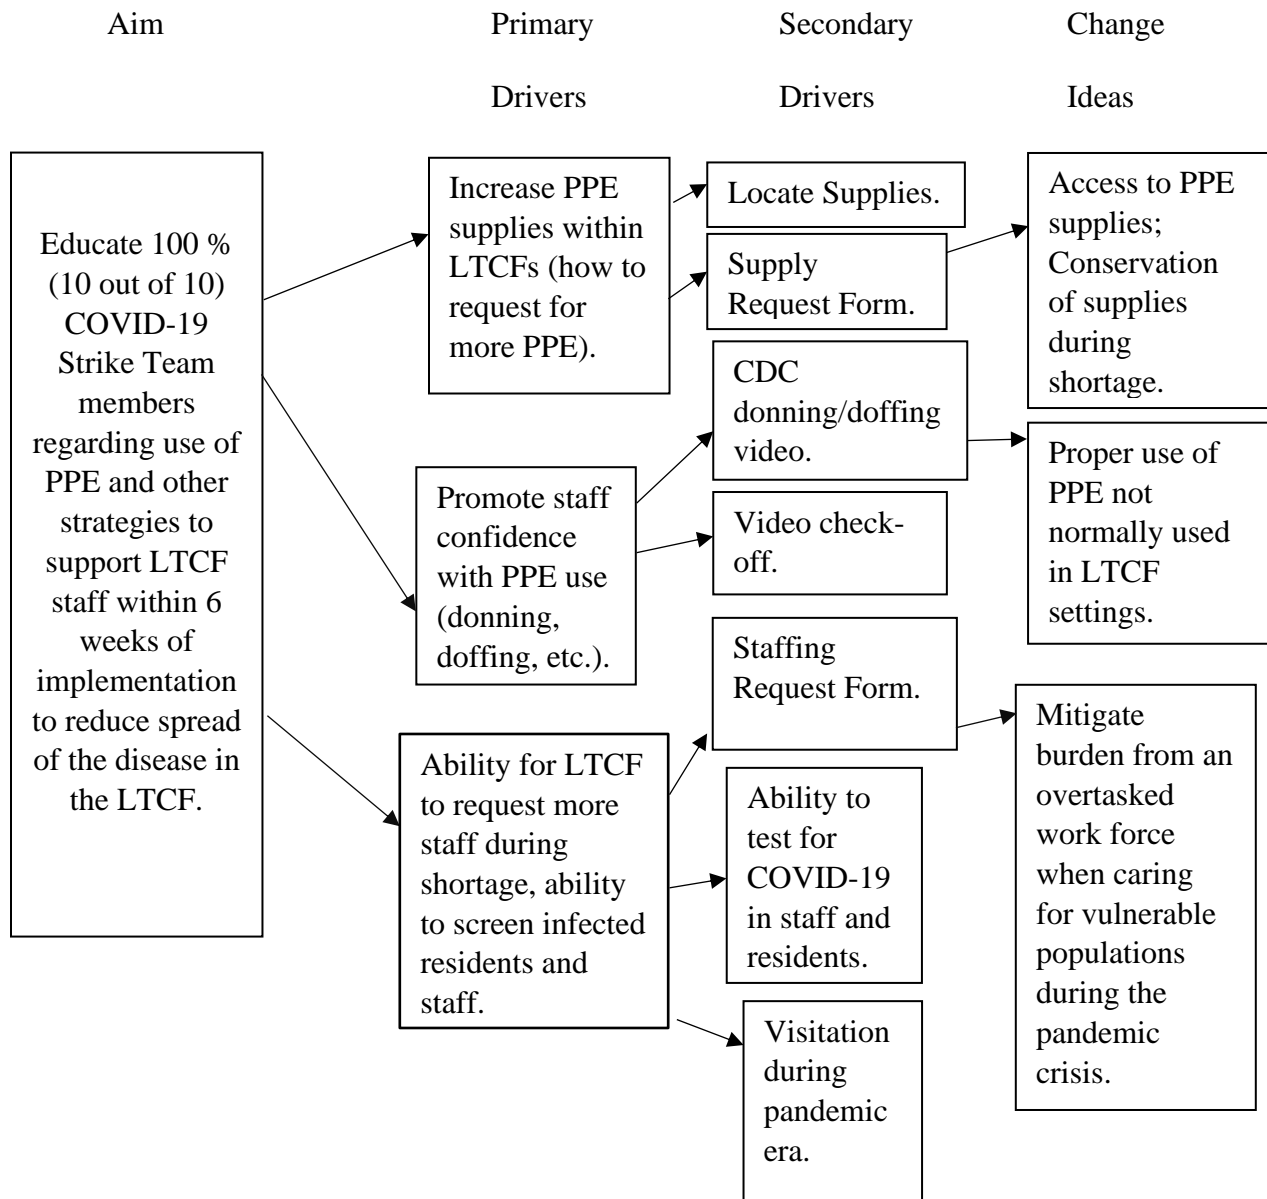 Aim
Primary
Drivers
Secondary
Drivers
Change
Ideas
Educate 100 %
(10 out of 10)
COVID-19
Strike Team
members
regarding use of
PPE and other
strategies to
support LTCF
staff within 6
weeks of
implementation
to reduce spread
of the disease in
the LTCF.
Increase PPE
supplies within
LTCFs (how to
request for
more PPE).
Promote staff
confidence
with PPE use
(donning,
doffing, etc.).
Ability for LTCF
to request more
staff during
shortage, ability
to screen infected
residents and
staff.
Locate Supplies.
Supply
Request Form.
CDC
donning/doffing
video.
Video check-
off.
Staffing
Request Form.
Ability to
test for
COVID-19
in staff and
residents.
Visitation
during
pandemic
era.
Access to PPE
supplies;
Conservation
of supplies
during
shortage.
Proper use of
PPE not
normally used
in LTCF
settings.
Mitigate
burden from an
overtasked
work force
when caring
for vulnerable
populations
during the
pandemic
crisis.